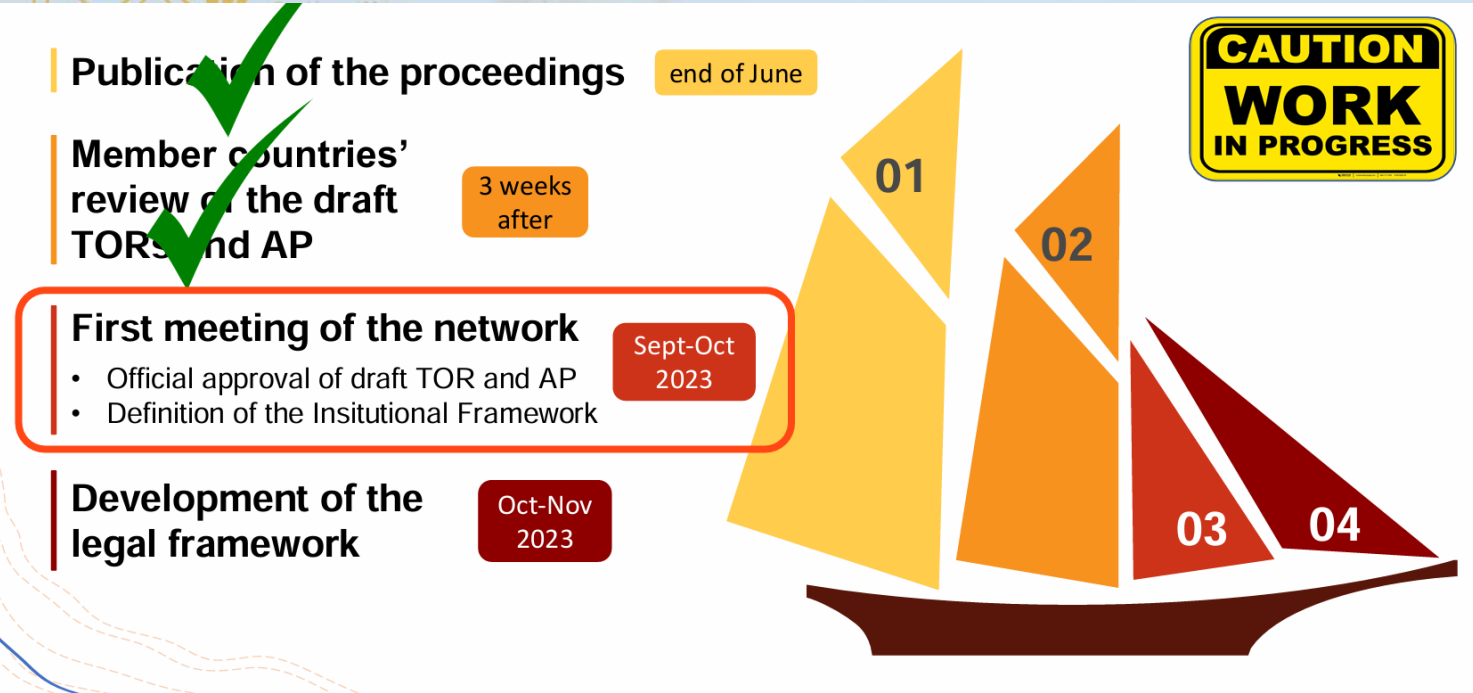 Publication of the proceedings
end of June
Member countries’
review of the draft
TORs and AP
3 weeks
after
First meeting of the network
• Official approval of draft TOR and AP
• Definition of the Insitutional Framework
Sept-Oct
2023
Development of the
legal framework
Oct-Nov
2023
01
02
03
04
CAUTION
WORK
IN PROGRESS